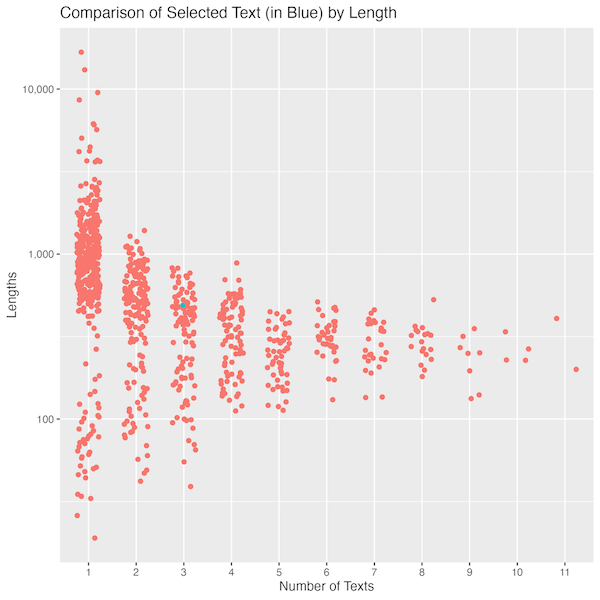 Comparison of Selected Text (in Blue) by Length
Lengths
10,000
1,000
100
1 2 3 4 5 6 7 8 9 10 11
Number of Texts